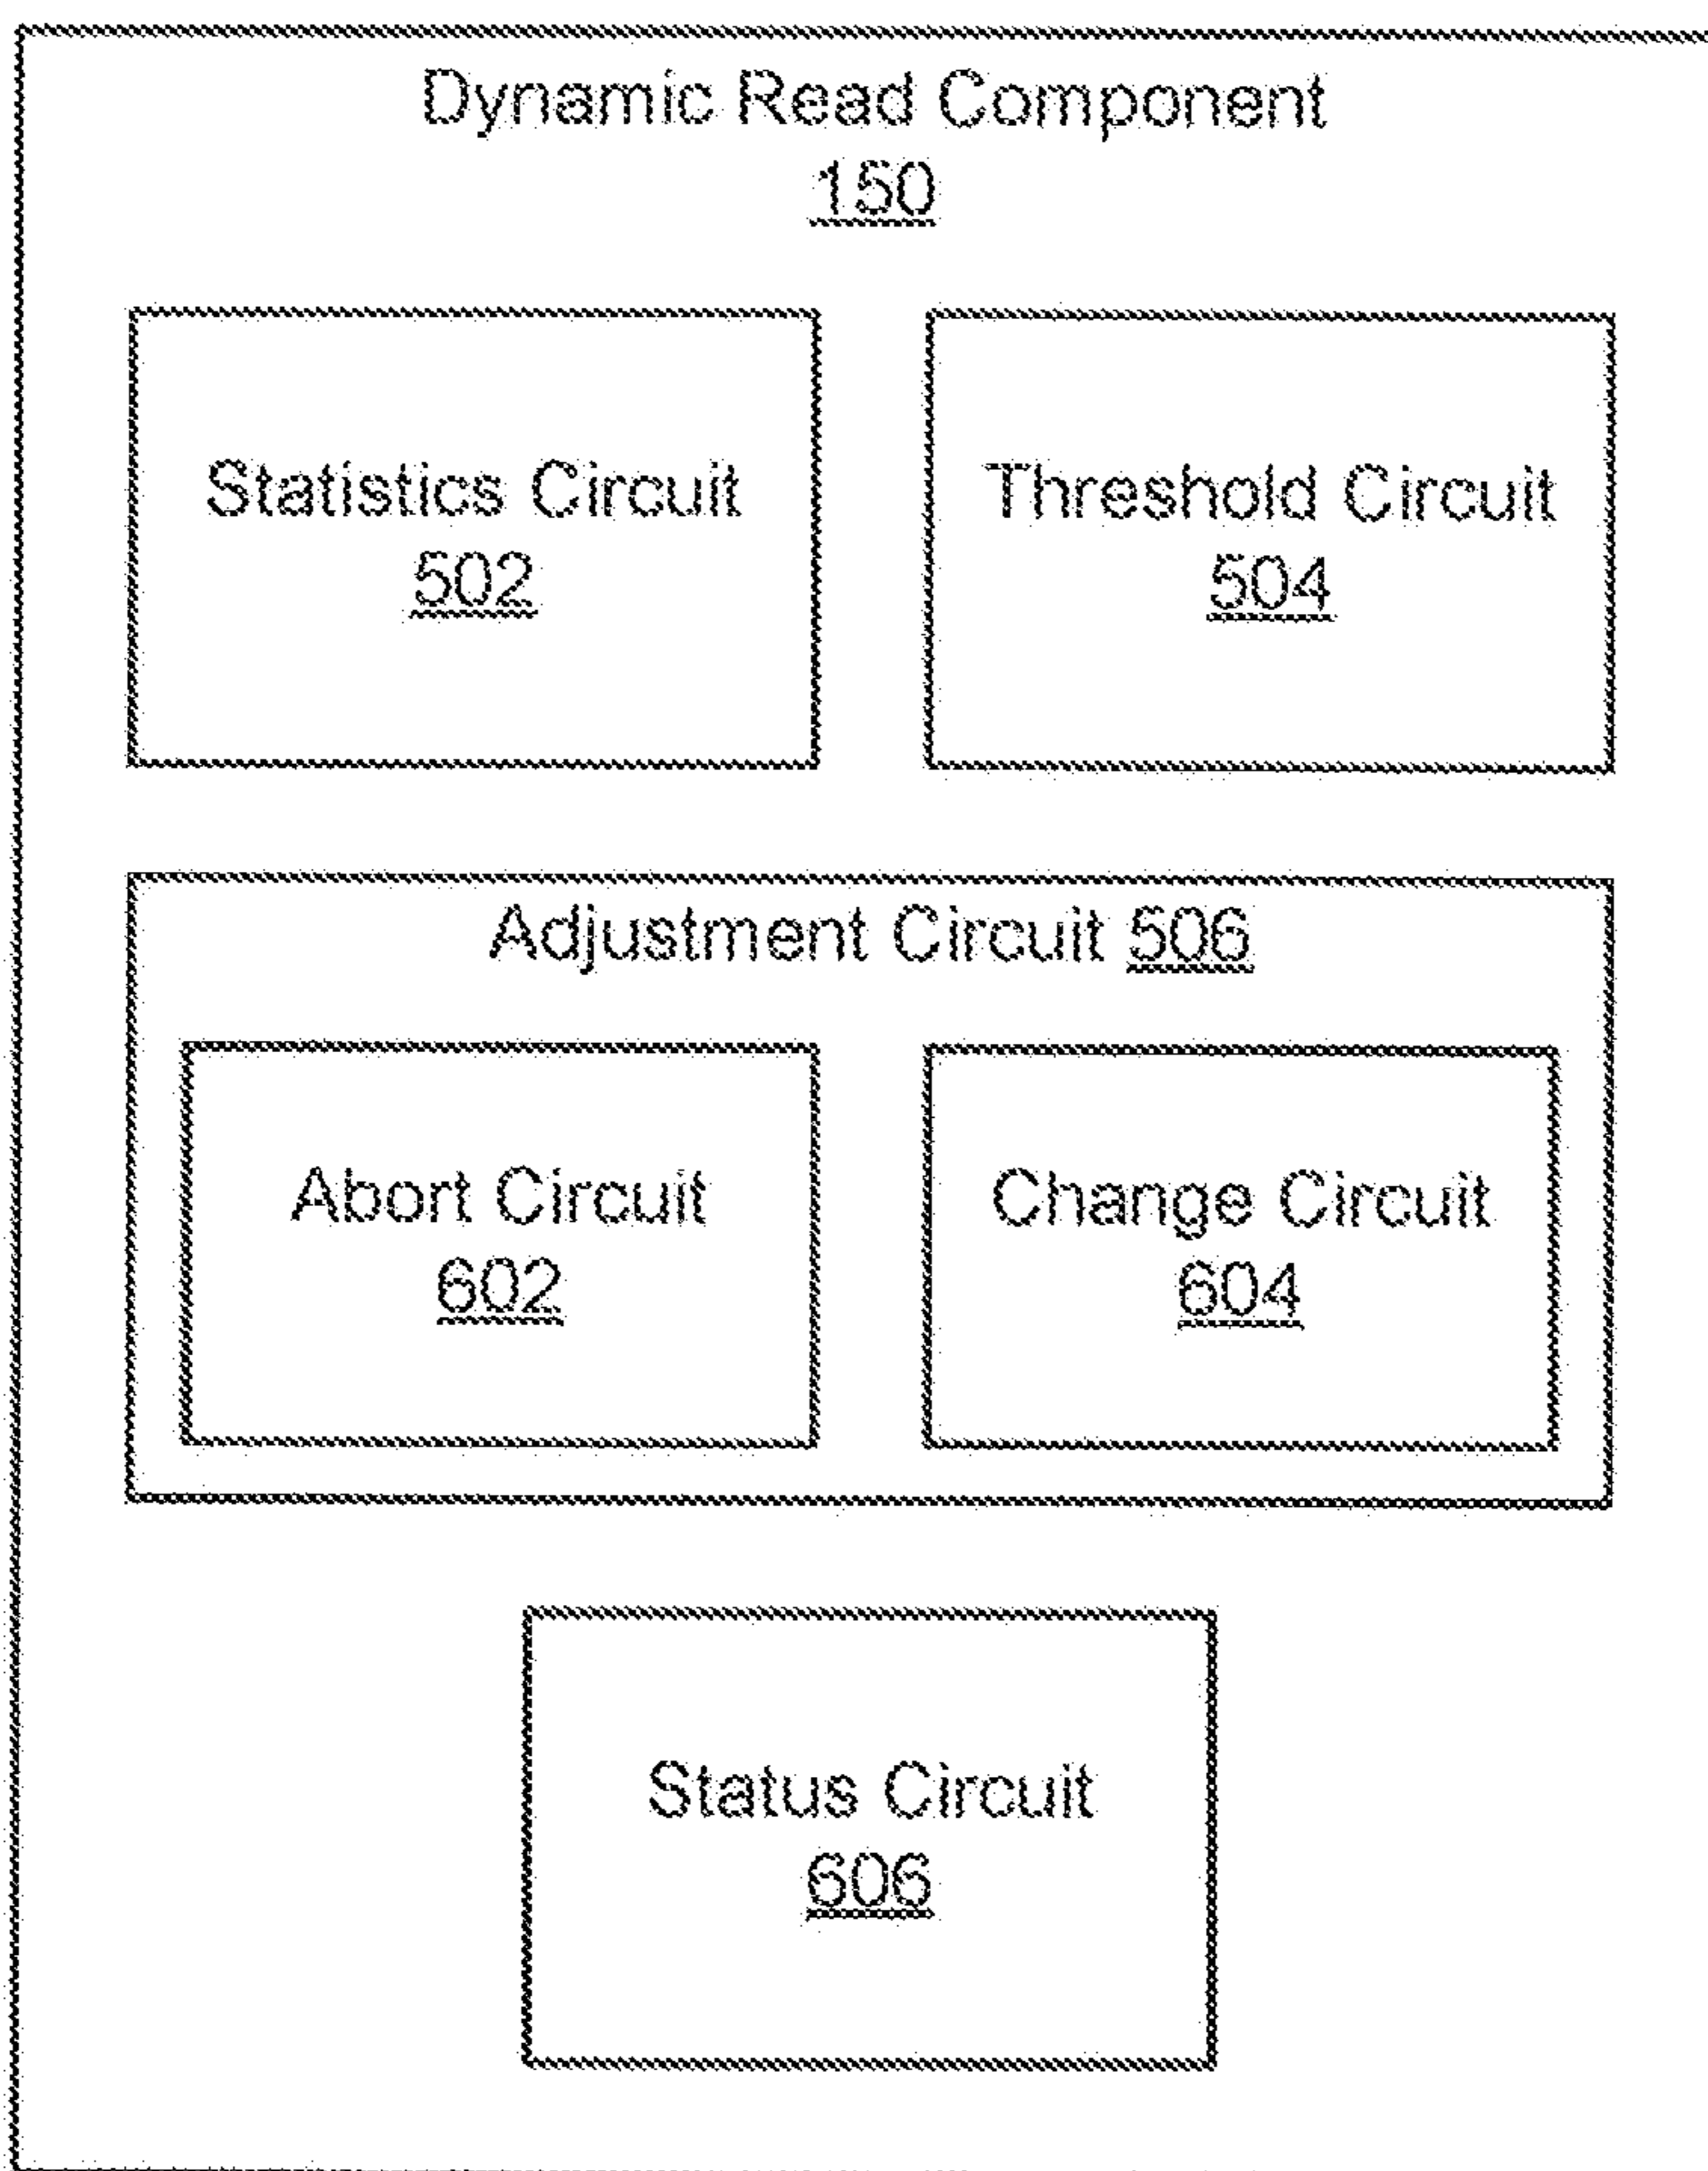 Dynamic Read Component
150
Statistics Circuit
502
Threshold Circuit
504
Adjustment Circuit 506
Abort Circuit
602
Change Circuit
604
Status Circuit
606